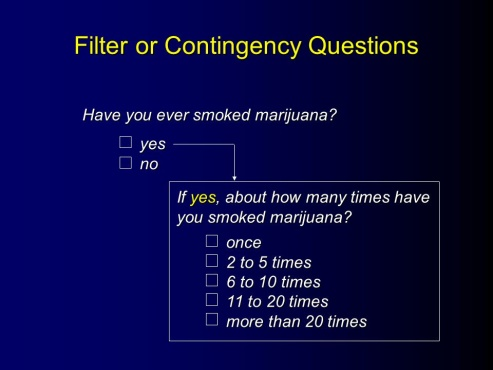 Filter or Contingency Questions
Have you ever smoked marijuana?
yes
no
If yes, about how many times have
you smoked marijuana?
once
2 to 5 times
6 to 10 times
11 to 20 times
more than 20 times